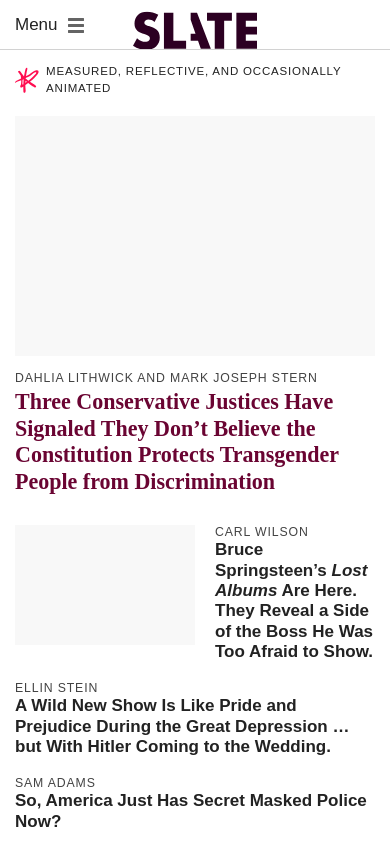 Menu
SLATE
MEASURED, REFLECTIVE, AND OCCASIONALLY
ANIMATED
DAHLIA LITHWICK AND MARK JOSEPH STERN
Three Conservative Justices Have
Signaled They Don’t Believe the
Constitution Protects Transgender
People from Discrimination
CARL WILSON
Bruce
Springsteen’s Lost
Albums Are Here.
They Reveal a Side
of the Boss He Was
Too Afraid to Show.
ELLIN STEIN
A Wild New Show Is Like Pride and
Prejudice During the Great Depression …
but With Hitler Coming to the Wedding.
SAM ADAMS
So, America Just Has Secret Masked Police
Now?